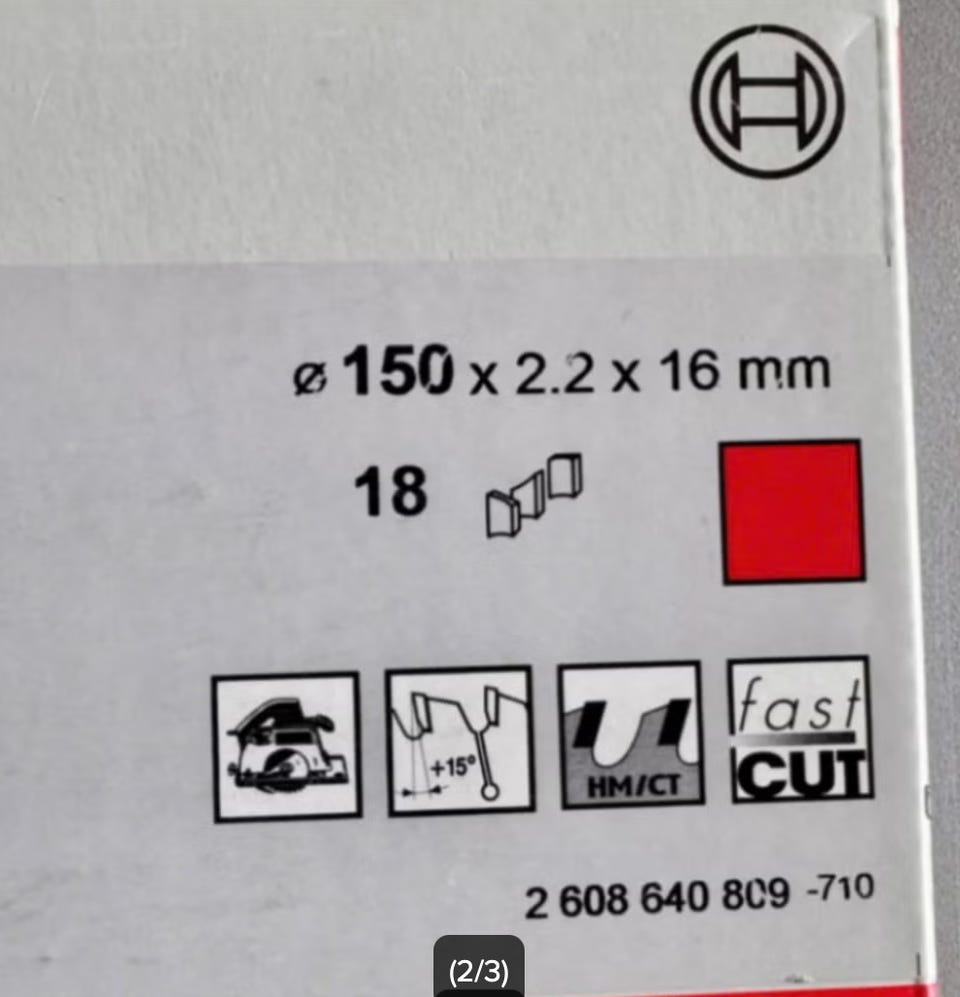 ø 150 x 2.2 x 16 mm
18
+15°
HM/CT
fast
CUT
2 608 640 809 -710
(2/3)